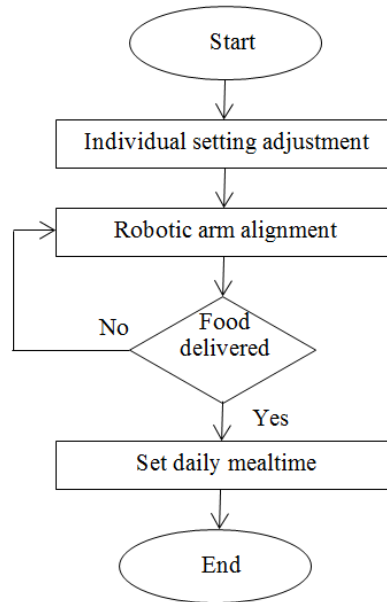 Start
Individual setting adjustment
Robotic arm alignment
No
Food
delivered
Yes
Set daily mealtime
End